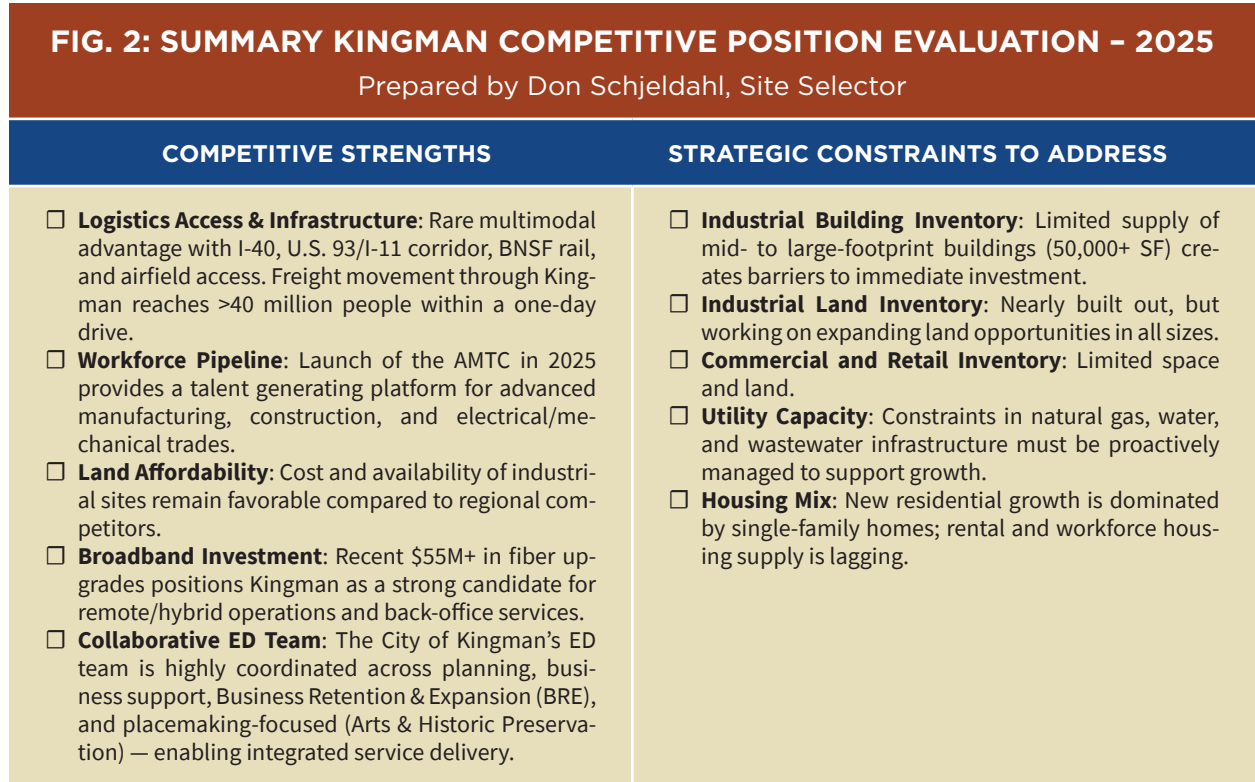 FIG. 2: SUMMARY KINGMAN COMPETITIVE POSITION EVALUATION – 2025
Prepared by Don Schjeldahl, Site Selector
COMPETITIVE STRENGTHS
❒ Logistics Access & Infrastructure: Rare multimodal
advantage with I-40, U.S. 93/I-11 corridor, BNSF rail,
and airfield access. Freight movement through King-
man reaches >40 million people within a one-day
drive.
❒ Workforce Pipeline: Launch of the AMTC in 2025
provides a talent generating platform for advanced
manufacturing, construction, and electrical/me-
chanical trades.
❒ Land Affordability: Cost and availability of industri-
al sites remain favorable compared to regional com-
petitors.
❒ Broadband Investment: Recent $55M+ in fiber up-
grades positions Kingman as a strong candidate for
remote/hybrid operations and back-office services.
❒ Collaborative ED Team: The City of Kingman’s ED
team is highly coordinated across planning, busi-
ness support, Business Retention & Expansion (BRE),
and placemaking-focused (Arts & Historic Preserva-
tion) — enabling integrated service delivery.
STRATEGIC CONSTRAINTS TO ADDRESS
❒ Industrial Building Inventory: Limited supply of
mid- to large-footprint buildings (50,000+ SF) cre-
ates barriers to immediate investment.
❒ Industrial Land Inventory: Nearly built out, but
working on expanding land opportunities in all sizes.
❒ Commercial and Retail Inventory: Limited space
and land.
❒ Utility Capacity: Constraints in natural gas, water,
and wastewater infrastructure must be proactively
managed to support growth.
❒ Housing Mix: New residential growth is dominated
by single-family homes; rental and workforce hous-
ing supply is lagging.